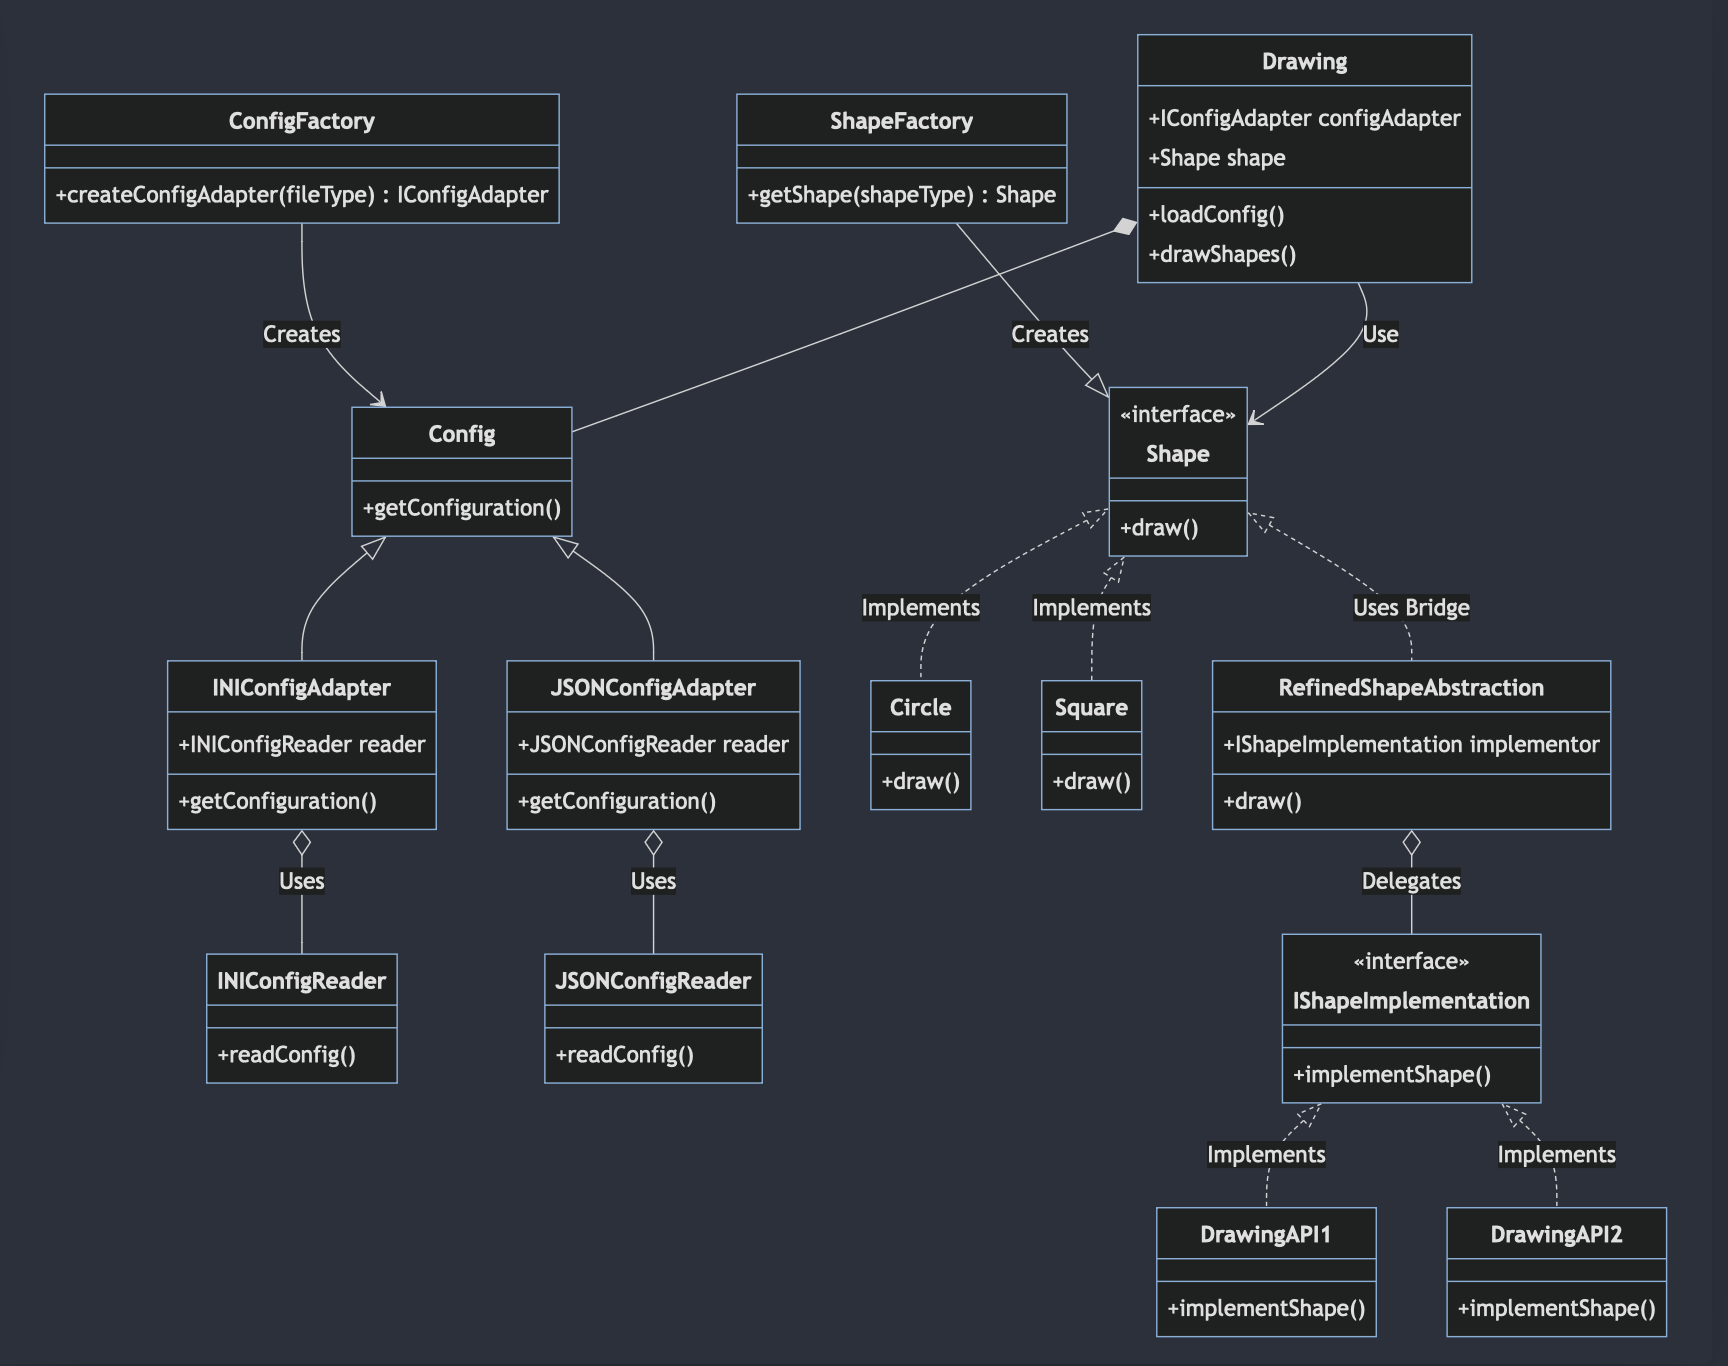 Drawing
+IConfigAdapter configAdapter
+Shape shape
+loadConfig()
+drawShapes()
ConfigFactory
+createConfigAdapter(fileType) : IConfigAdapter
ShapeFactory
+getShape(shapeType) : Shape
Creates
Creates
Use
Config
+getConfiguration()
«interface»
Shape
+draw()
Implements
Implements
Uses Bridge
INIConfigAdapter
+INIConfigReader reader
+getConfiguration()
JSONConfigAdapter
+JSONConfigReader reader
+getConfiguration()
Circle
+draw()
Square
+draw()
RefinedShapeAbstraction
+IShapeImplementation implementor
+draw()
Uses
Uses
Delegates
INIConfigReader
+readConfig()
JSONConfigReader
+readConfig()
«interface»
IShapeImplementation
+implementShape()
Implements
Implements
DrawingAPI1
+implementShape()
DrawingAPI2
+implementShape()